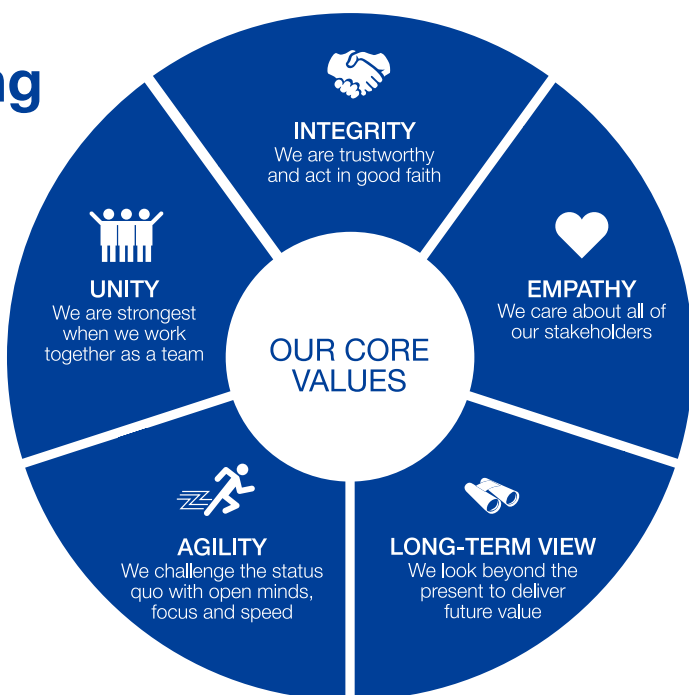 ng
INTEGRITY
We are trustworthy
and act in good faith
EMPATHY
We care about all of
our stakeholders
LONG-TERM VIEW
We look beyond the
present to deliver
future value
AGILITY
We challenge the status
quo with open minds,
focus and speed
UNITY
We are strongest
when we work
together as a team
OUR CORE
VALUES